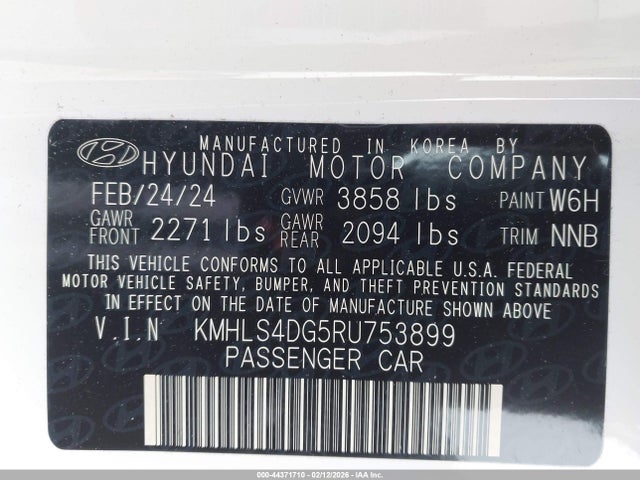 MANUFACTURED IN KOREA BY
HYUNDAI MOTOR COMPANY
FEB/24/24 GVWR 3858 lbs PAINT W6H
GAWR FRONT 2271 lbs GAWR REAR 2094 lbs TRIM NNB
THIS VEHICLE CONFORMS TO ALL APPLICABLE U.S.A. FEDERAL
MOTOR VEHICLE SAFETY, BUMPER, AND THEFT PREVENTION STANDARDS
IN EFFECT ON THE DATE OF MANUFACTURE SHOWN ABOVE.
V.I.N KMHLS4DG5RU753899
PASSENGER CAR
000-44371710 - 02/12/2026 - IAA Inc.